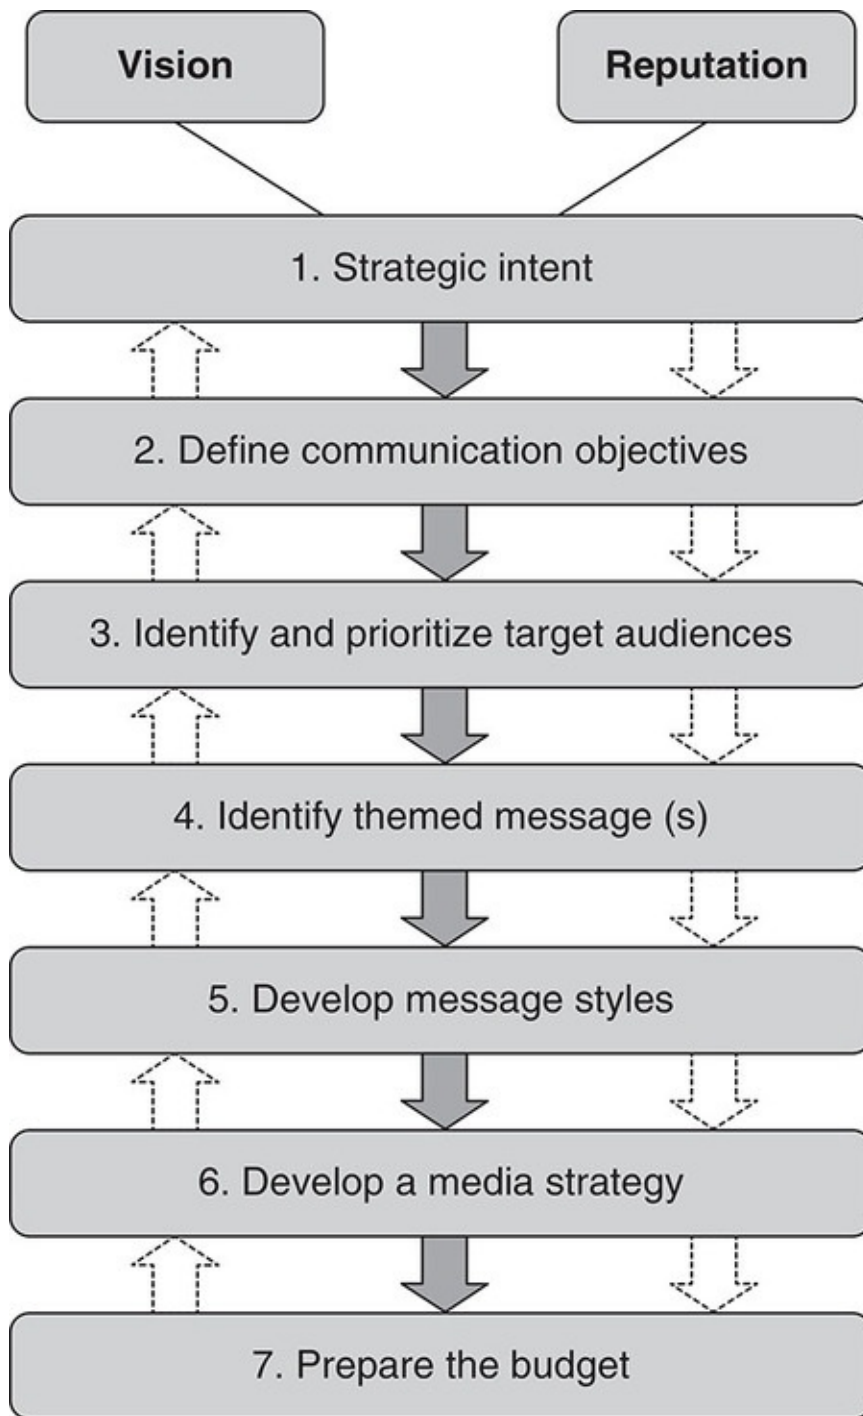 Vision
Reputation
1. Strategic intent
2. Define communication objectives
3. Identify and prioritize target audiences
4. Identify themed message (s)
5. Develop message styles
6. Develop a media strategy
7. Prepare the budget